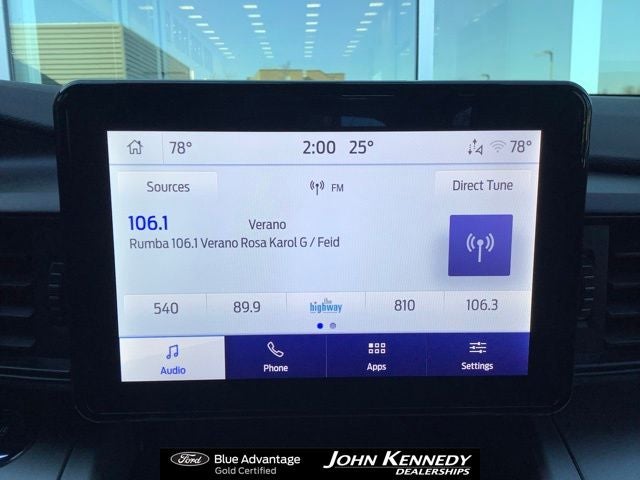 78° 2:00 25° 78°
Sources FM Direct Tune
106.1 Verano
Rumba 106.1 Verano Rosa Karol G / Feid
540 89.9 the highway 810 106.3
Audio Phone Apps Settings
Ford Blue Advantage JOHN KENNEDY
Gold Certified DEALERSHIPS